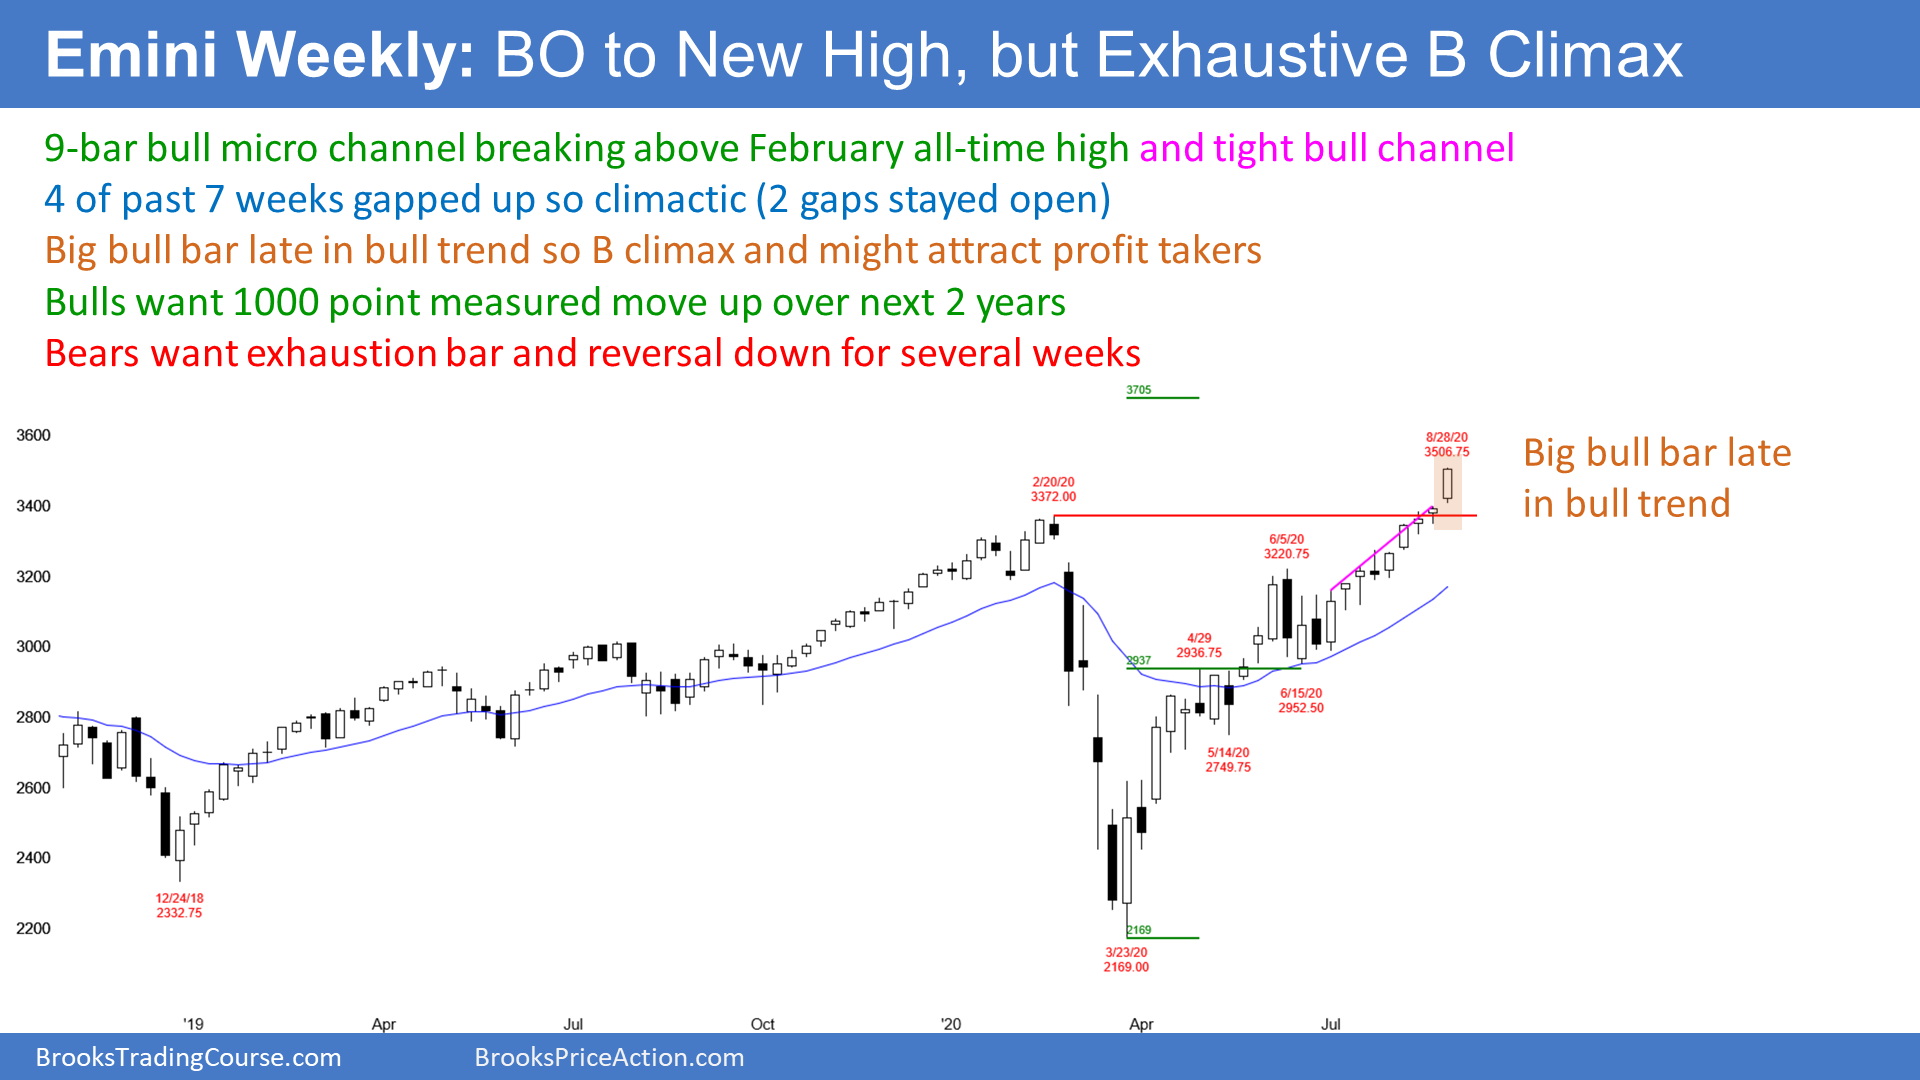 Emini Weekly: BO to New High, but Exhaustive B Climax
9-bar bull micro channel breaking above February all-time high and tight bull channel
4 of past 7 weeks gapped up so climactic (2 gaps stayed open)
Big bull bar late in bull trend so B climax and might attract profit takers
Bulls want 1000 point measured move up over next 2 years
Bears want exhaustion bar and reversal down for several weeks
3705
3600
8/28/20
3506.75
Big bull bar late
in bull trend
2/20/20
3372.00
3400
6/5/20
3220.75
3200
3000
4/29
2936.75
2937
6/15/20
2952.50
2800
5/14/20
2749.75
2600
2400
12/24/18
2332.75
2200
2169
3/23/20
2169.00
'19
Apr
Jul
Oct
'20
Apr
Jul
BrooksTradingCourse.com
BrooksPriceAction.com